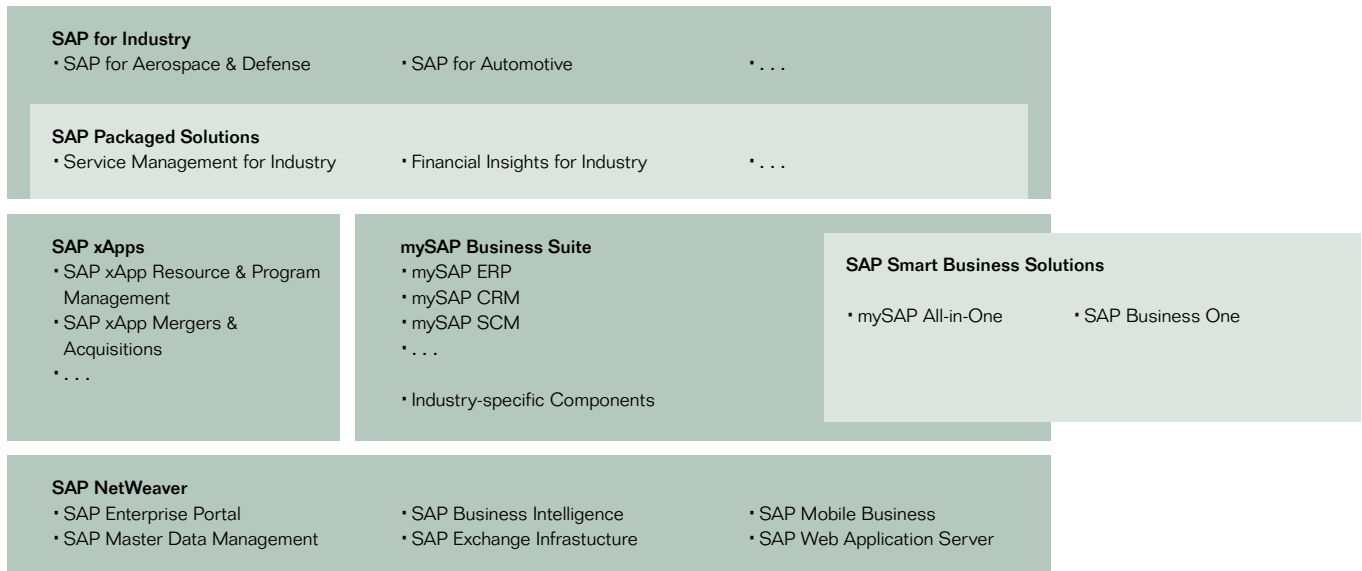 SAP for Industry
· SAP for Aerospace & Defense · SAP for Automotive · . . .
SAP Packaged Solutions
· Service Management for Industry · Financial Insights for Industry · . . .
SAP xApps
· SAP xApp Resource & Program
Management
· SAP xApp Mergers &
Acquisitions
· . . .
mySAP Business Suite
· mySAP ERP
· mySAP CRM
· mySAP SCM
· . . .
· Industry-specific Components
SAP Smart Business Solutions
· mySAP All-in-One · SAP Business One
SAP NetWeaver
· SAP Enterprise Portal · SAP Business Intelligence · SAP Mobile Business
· SAP Master Data Management · SAP Exchange Infrastucture · SAP Web Application Server